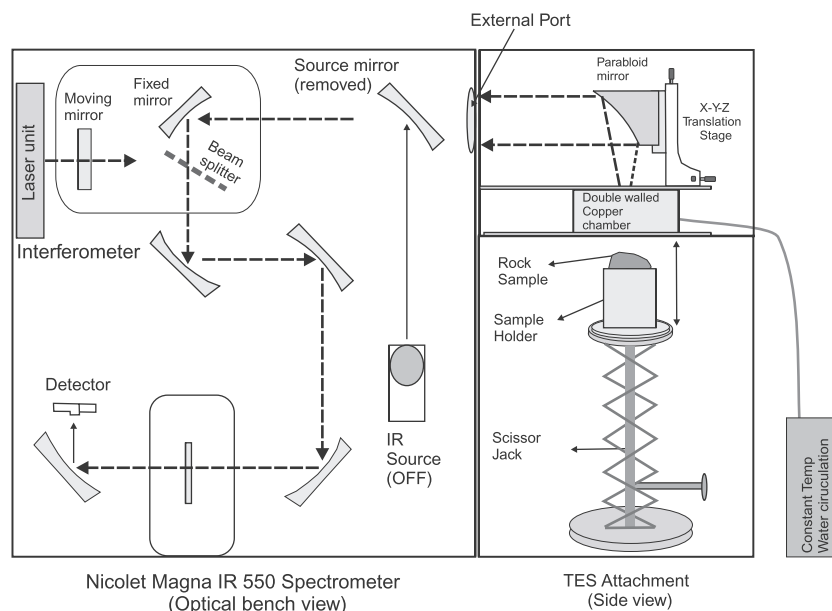 External Port
Source mirror
(removed)
Fixed
mirror
Moving
mirror
Beam
splitter
Laser unit
Interferometer
Parabloid
mirror
X-Y-Z
Translation
Stage
Double walled
Copper
chamber
Rock
Sample
Sample
Holder
Detector
IR
Source
(OFF)
Scissor
Jack
Constant Temp
Water ciruculation
Nicolet Magna IR 550 Spectrometer
(Optical bench view)
TES Attachment
(Side view)